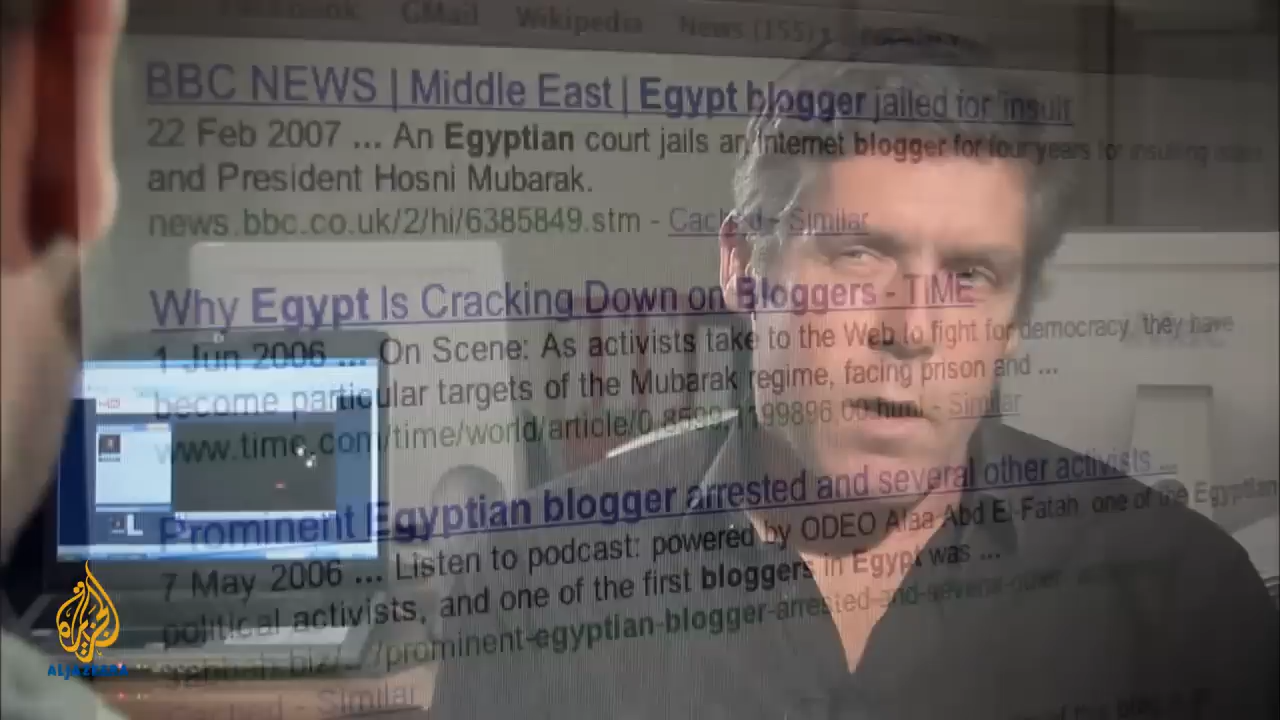 GMail Wikipedia News (155)
BBC NEWS | Middle East | Egypt blogger jailed for 'insult'
22 Feb 2007 ... An Egyptian court jails an internet blogger for four years for insulting
and President Hosni Mubarak.
news.bbc.co.uk/2/hi/6385849.stm - Cached - Similar
Why Egypt Is Cracking Down on Bloggers - TIME
1 Jun 2006 ... On Scene: As activists take to the Web to fight for democracy, they have
become particular targets of the Mubarak regime, facing prison and ...
www.time.com/time/world/article/0,8599,1199896,00.html - Similar
Prominent Egyptian blogger arrested and several other activists ...
7 May 2006 ... Listen to podcast: powered by ODEO Alaa Abd El-Fatah one of the Egyptian
political activists, and one of the first bloggers in Egypt was ...
prominent-egyptian-blogger-arrested-and-several-other
Cached - Similar
الجزيرة
ALJAZEERA